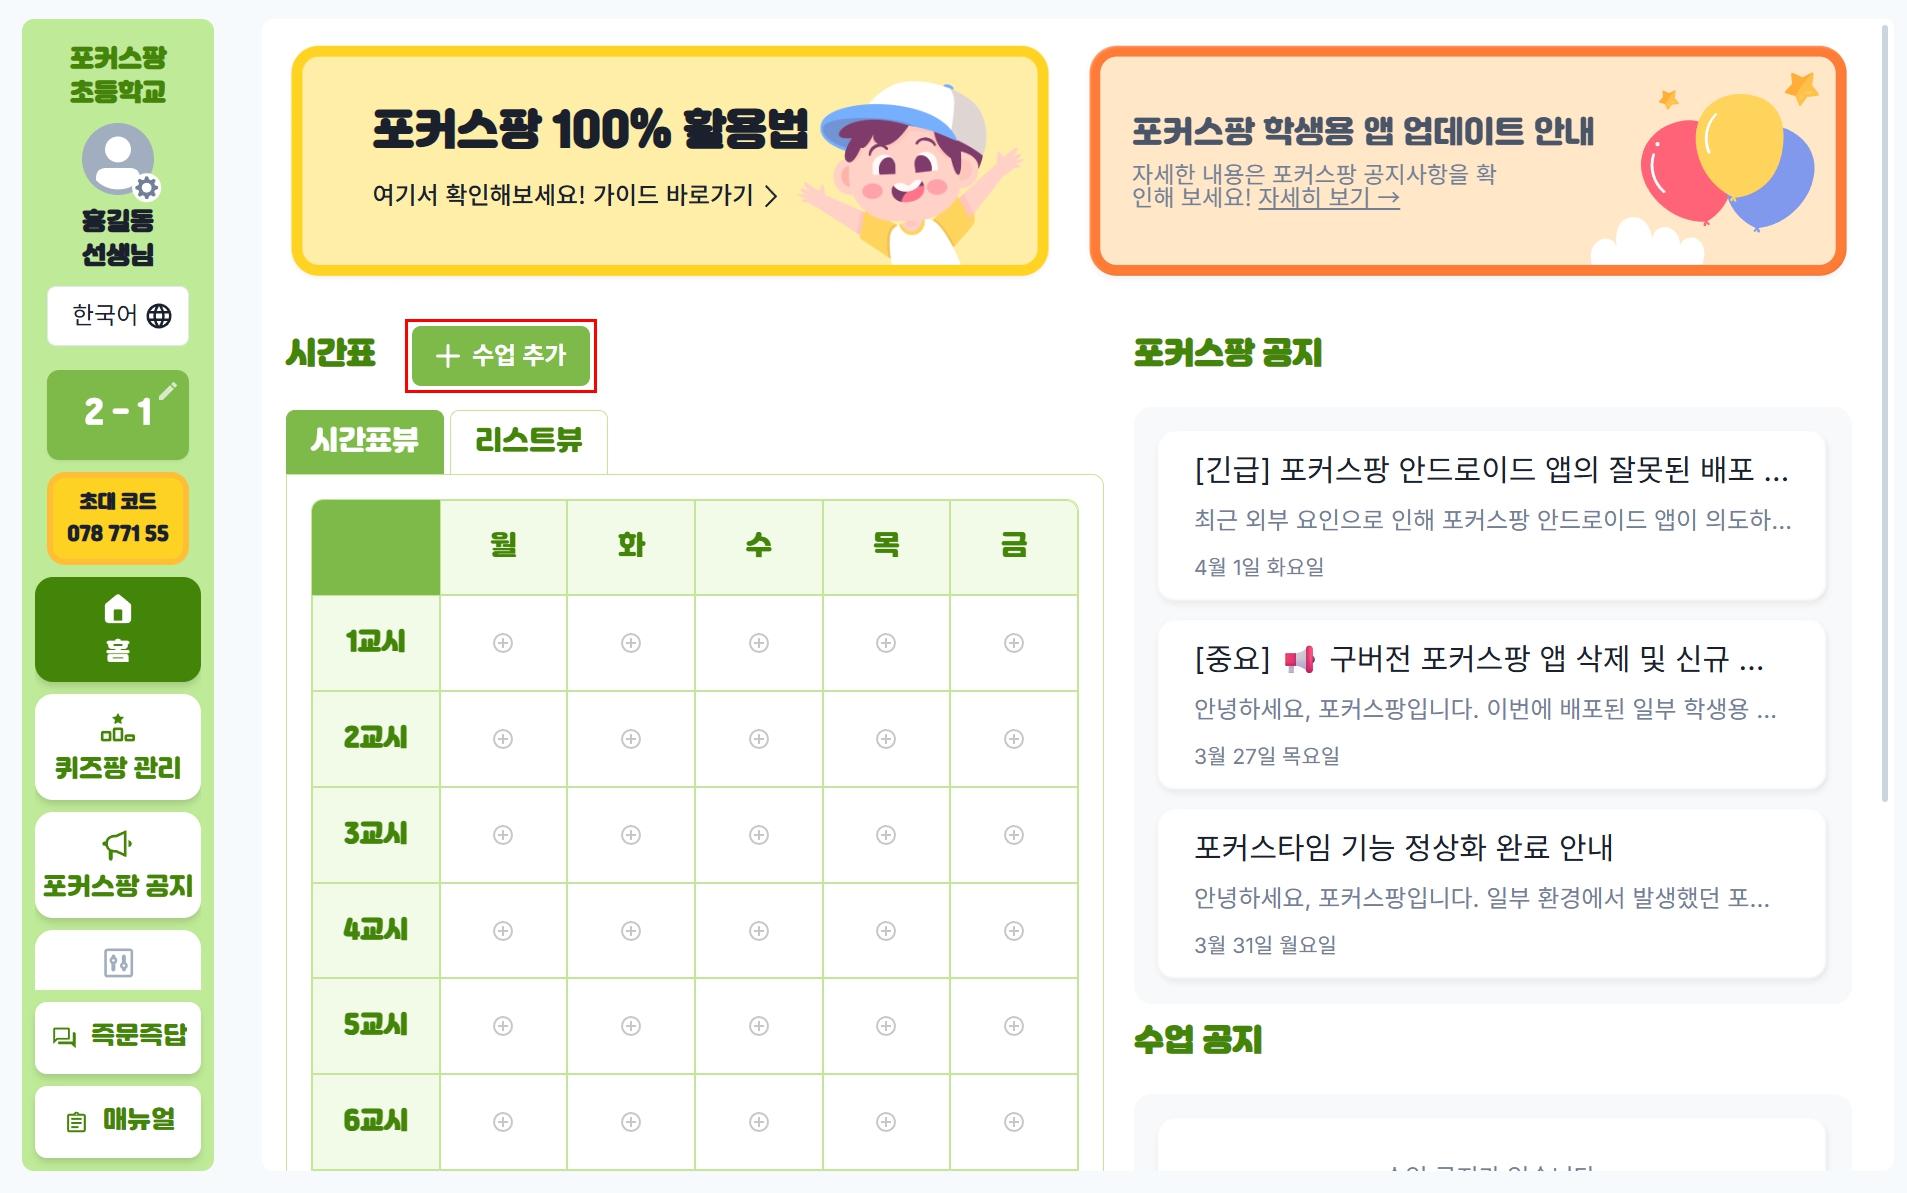 포커스팡
초등학교
홍길동
선생님
한국어
2 - 1
초대 코드
078 771 55
홈
퀴즈팡 관리
포커스팡 공지
즉문즉답
매뉴얼
포커스팡 100% 활용법
여기서 확인해보세요! 가이드 바로가기 >
포커스팡 학생용 앱 업데이트 안내
자세한 내용은 포커스팡 공지사항을 확
인해 보세요! 자세히 보기 →
시간표
+ 수업 추가
시간표뷰
리스트뷰
월 화 수 목 금
1교시
2교시
3교시
4교시
5교시
6교시
포커스팡 공지
[긴급] 포커스팡 안드로이드 앱의 잘못된 배포 ...
최근 외부 요인으로 인해 포커스팡 안드로이드 앱이 의도하...
4월 1일 화요일
[중요] 📢 구버전 포커스팡 앱 삭제 및 신규 ...
안녕하세요, 포커스팡입니다. 이번에 배포된 일부 학생용 ...
3월 27일 목요일
포커스타임 기능 정상화 완료 안내
안녕하세요, 포커스팡입니다. 일부 환경에서 발생했던 포...
3월 31일 월요일
수업 공지